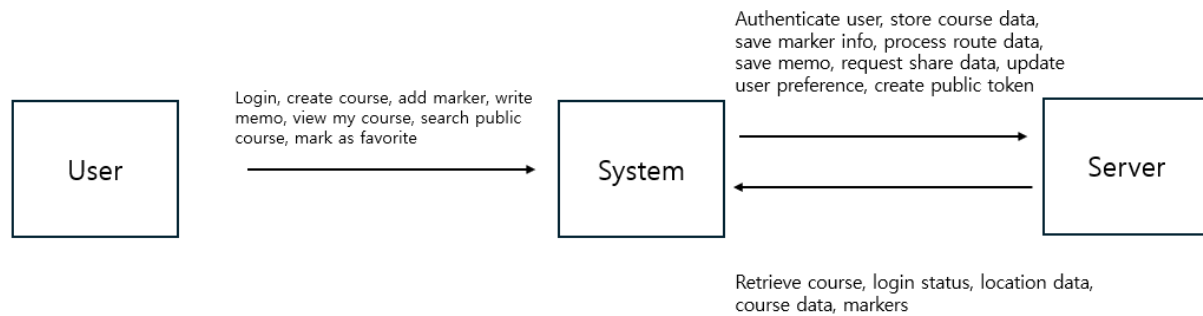 Authenticate user, store course data,
save marker info, process route data,
save memo, request share data, update
user preference, create public token
Login, create course, add marker, write
memo, view my course, search public
course, mark as favorite
User
System
Server
Retrieve course, login status, location data,
course data, markers